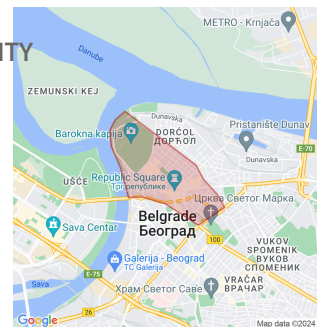 METRO - Krnjača
ITY
Danube
ZEMUNSKI KEJ
Dunavska
Pristanište Dunav
Barokna kapija
DORĆOL
ДОРЋОЛ
E-70
Dunavska
UŠĆE
Republic Square
Трг републике
Црква Светог Марка
Belgrade
Београд
Sava Centar
100
VUKOV
SPOMENIK
ВУКОВ
СПОМЕНИК
Galerija - Beograd
TC Galerija
E-75
VRAČAR
ВРАЧАР
Храм Светог Саве
Google
Map data ©2024